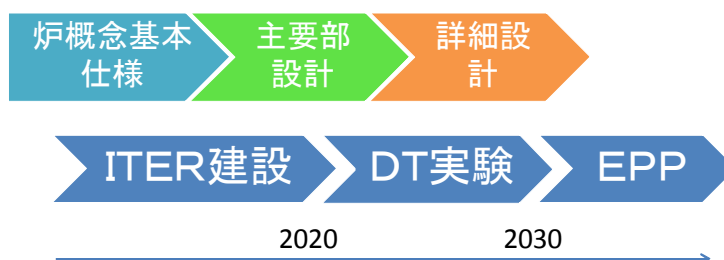 炉概念基本
仕様
主要部
設計
詳細設
計
ITER建設
DT実験
EPP
2020
2030